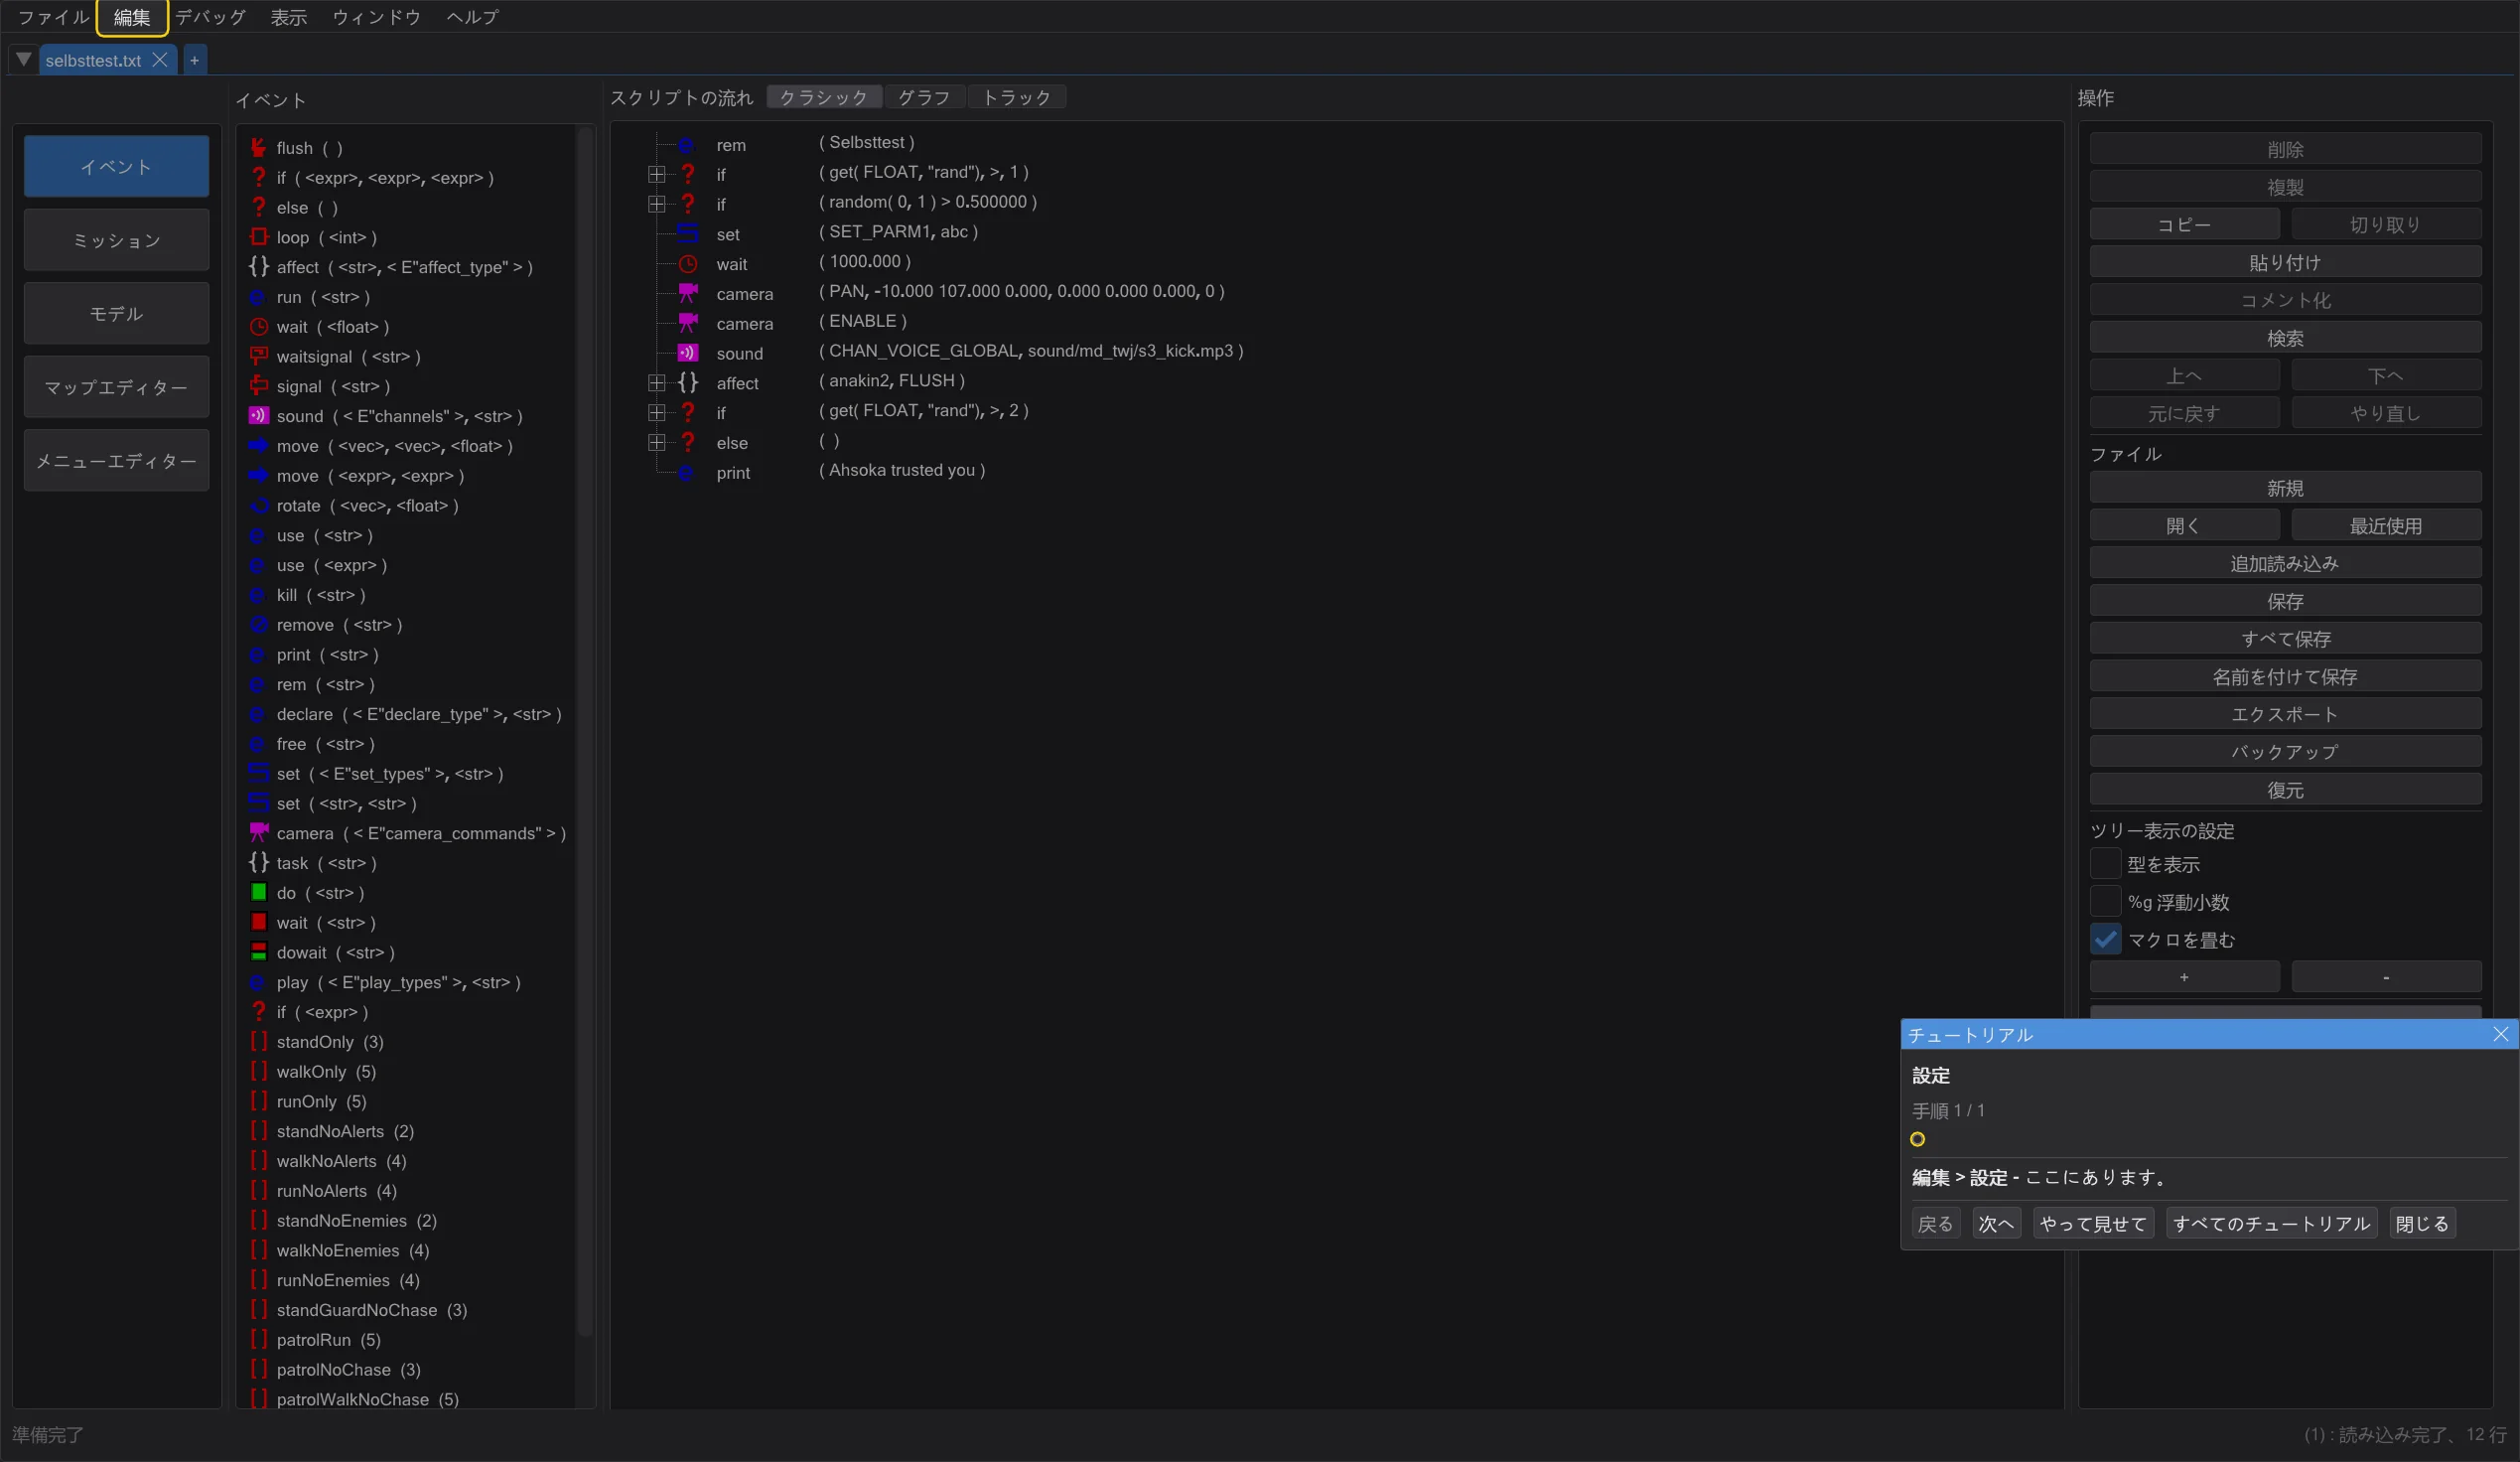 ファイル 編集 デバッグ 表示 ウィンドウ ヘルプ
selbsttest.txt +
イベント
ミッション
モデル
マップエディター
メニューエディター
イベント
flush ( )
if ( <expr>, <expr>, <expr> )
else ( )
loop ( <int> )
affect ( <str>, < E"affect_type" > )
run ( <str> )
wait ( <float> )
waitsignal ( <str> )
signal ( <str> )
sound ( < E"channels" >, <str> )
move ( <vec>, <vec>, <float> )
move ( <expr>, <expr> )
rotate ( <vec>, <float> )
use ( <str> )
use ( <expr> )
kill ( <str> )
remove ( <str> )
print ( <str> )
rem ( <str> )
declare ( < E"declare_type" >, <str> )
free ( <str> )
set ( < E"set_types" >, <str> )
set ( <str>, <str> )
camera ( < E"camera_commands" > )
task ( <str> )
do ( <str> )
wait ( <str> )
dowait ( <str> )
play ( < E"play_types" >, <str> )
if ( <expr> )
standOnly (3)
walkOnly (5)
runOnly (5)
standNoAlerts (2)
walkNoAlerts (4)
runNoAlerts (4)
standNoEnemies (2)
walkNoEnemies (4)
runNoEnemies (4)
standGuardNoChase (3)
patrolRun (5)
patrolNoChase (3)
patrolWalkNoChase (5)
スクリプトの流れ クラシック グラフ トラック
rem ( Selbsttest )
if ( get( FLOAT, "rand"), >, 1 )
if ( random( 0, 1 ) > 0.500000 )
set ( SET_PARM1, abc )
wait ( 1000.000 )
camera ( PAN, -10.000 107.000 0.000, 0.000 0.000 0.000, 0 )
camera ( ENABLE )
sound ( CHAN_VOICE_GLOBAL, sound/md_twj/s3_kick.mp3 )
affect ( anakin2, FLUSH )
if ( get( FLOAT, "rand"), >, 2 )
else ( )
print ( Ahsoka trusted you )
操作
削除
複製
コピー 切り取り
貼り付け
コメント化
検索
上へ 下へ
元に戻す やり直し
ファイル
新規
開く 最近使用
追加読み込み
保存
すべて保存
名前を付けて保存
エクスポート
バックアップ
復元
ツリー表示の設定
型を表示
%g 浮動小数
マクロを畳む
+ -
チュートリアル
設定
手順 1 / 1
編集 > 設定 - ここにあります。
戻る 次へ やって見せて すべてのチュートリアル 閉じる
準備完了
(1) : 読み込み完了、12 行